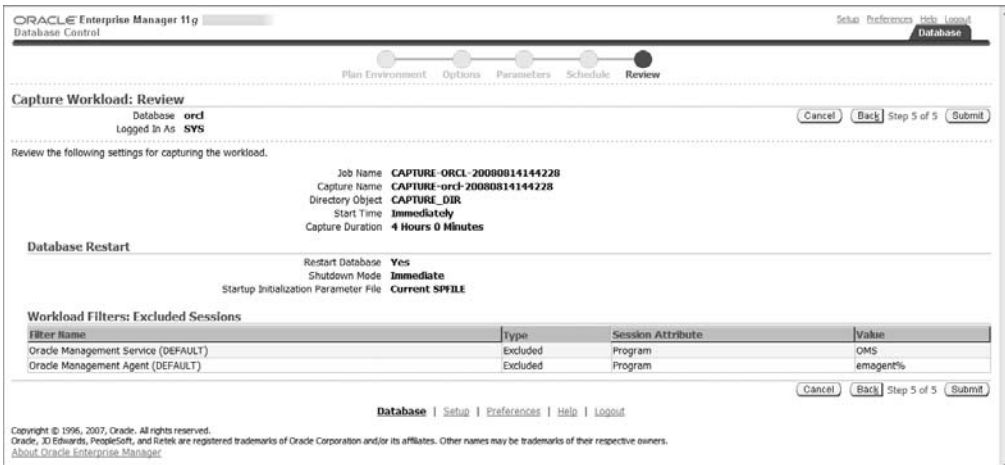 ORACLE Enterprise Manager 11g
Setup Preferences Help Logout
Database Control
Database
Plan Environment Options Parameters Schedule Review
Capture Workload: Review
Database orcl
Logged In As SYS
Cancel Back Step 5 of 5 Submit
Review the following settings for capturing the workload.
Job Name CAPTURE-ORCL-20080814144228
Capture Name CAPTURE-orcl-20080814144228
Directory Object CAPTURE_DIR
Start Time Immediately
Capture Duration 4 Hours 0 Minutes
Database Restart
Restart Database Yes
Shutdown Mode Immediate
Startup Initialization Parameter File Current SPFILE
Workload Filters: Excluded Sessions
Filter Name Type Session Attribute Value
Oracle Management Service (DEFAULT) Excluded Program OMS
Oracle Management Agent (DEFAULT) Excluded Program emagent%
Cancel Back Step 5 of 5 Submit
Database | Setup | Preferences | Help | Logout
Copyright © 1996, 2007, Oracle. All rights reserved.
Oracle, JD Edwards, PeopleSoft, and Retek are registered trademarks of Oracle Corporation and/or its affiliates. Other names may be trademarks of their respective owners.
About Oracle Enterprise Manager